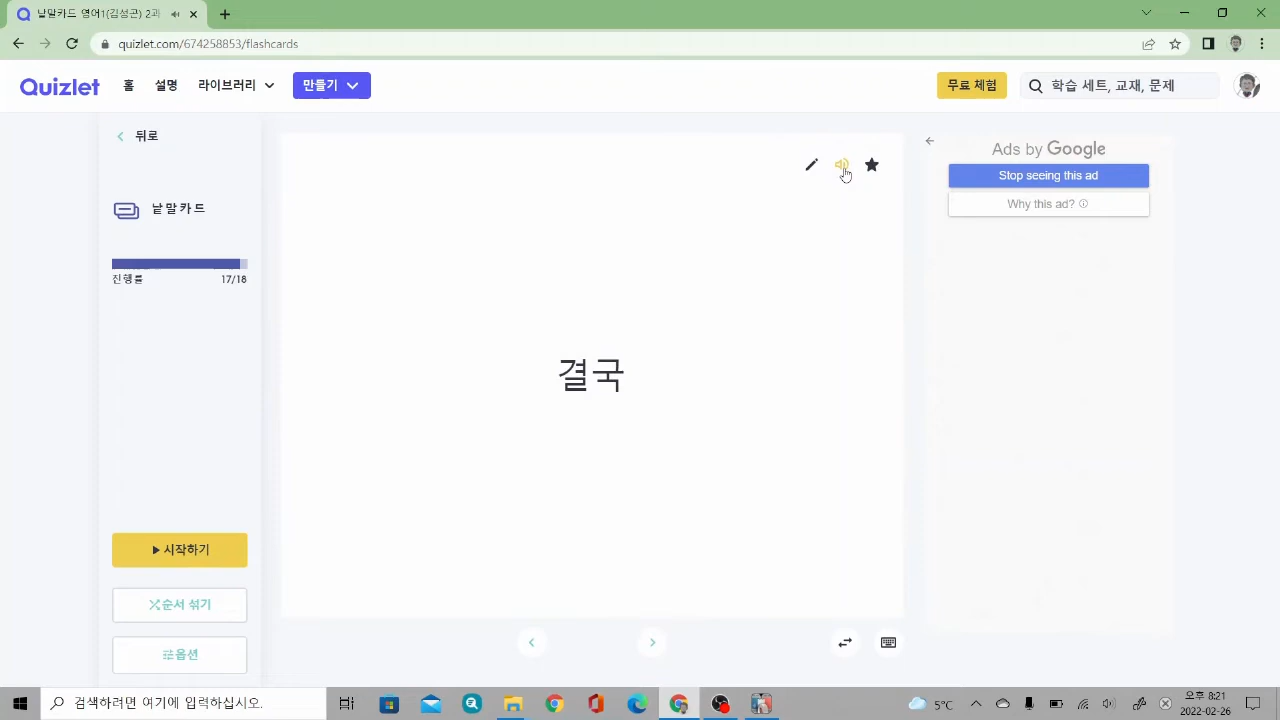 낱말카드 영어1(김성곤) 2과
quizlet.com/674258853/flashcards
Quizlet
홈
설명
라이브러리
만들기
무료 체험
학습 세트, 교재, 문제
뒤로
Ads by Google
Stop seeing this ad
Why this ad?
낱말카드
진행률
17/18
결국
시작하기
순서 섞기
옵션
검색하려면 여기에 입력하십시오.
5°C
오후 8:21
2022-02-26